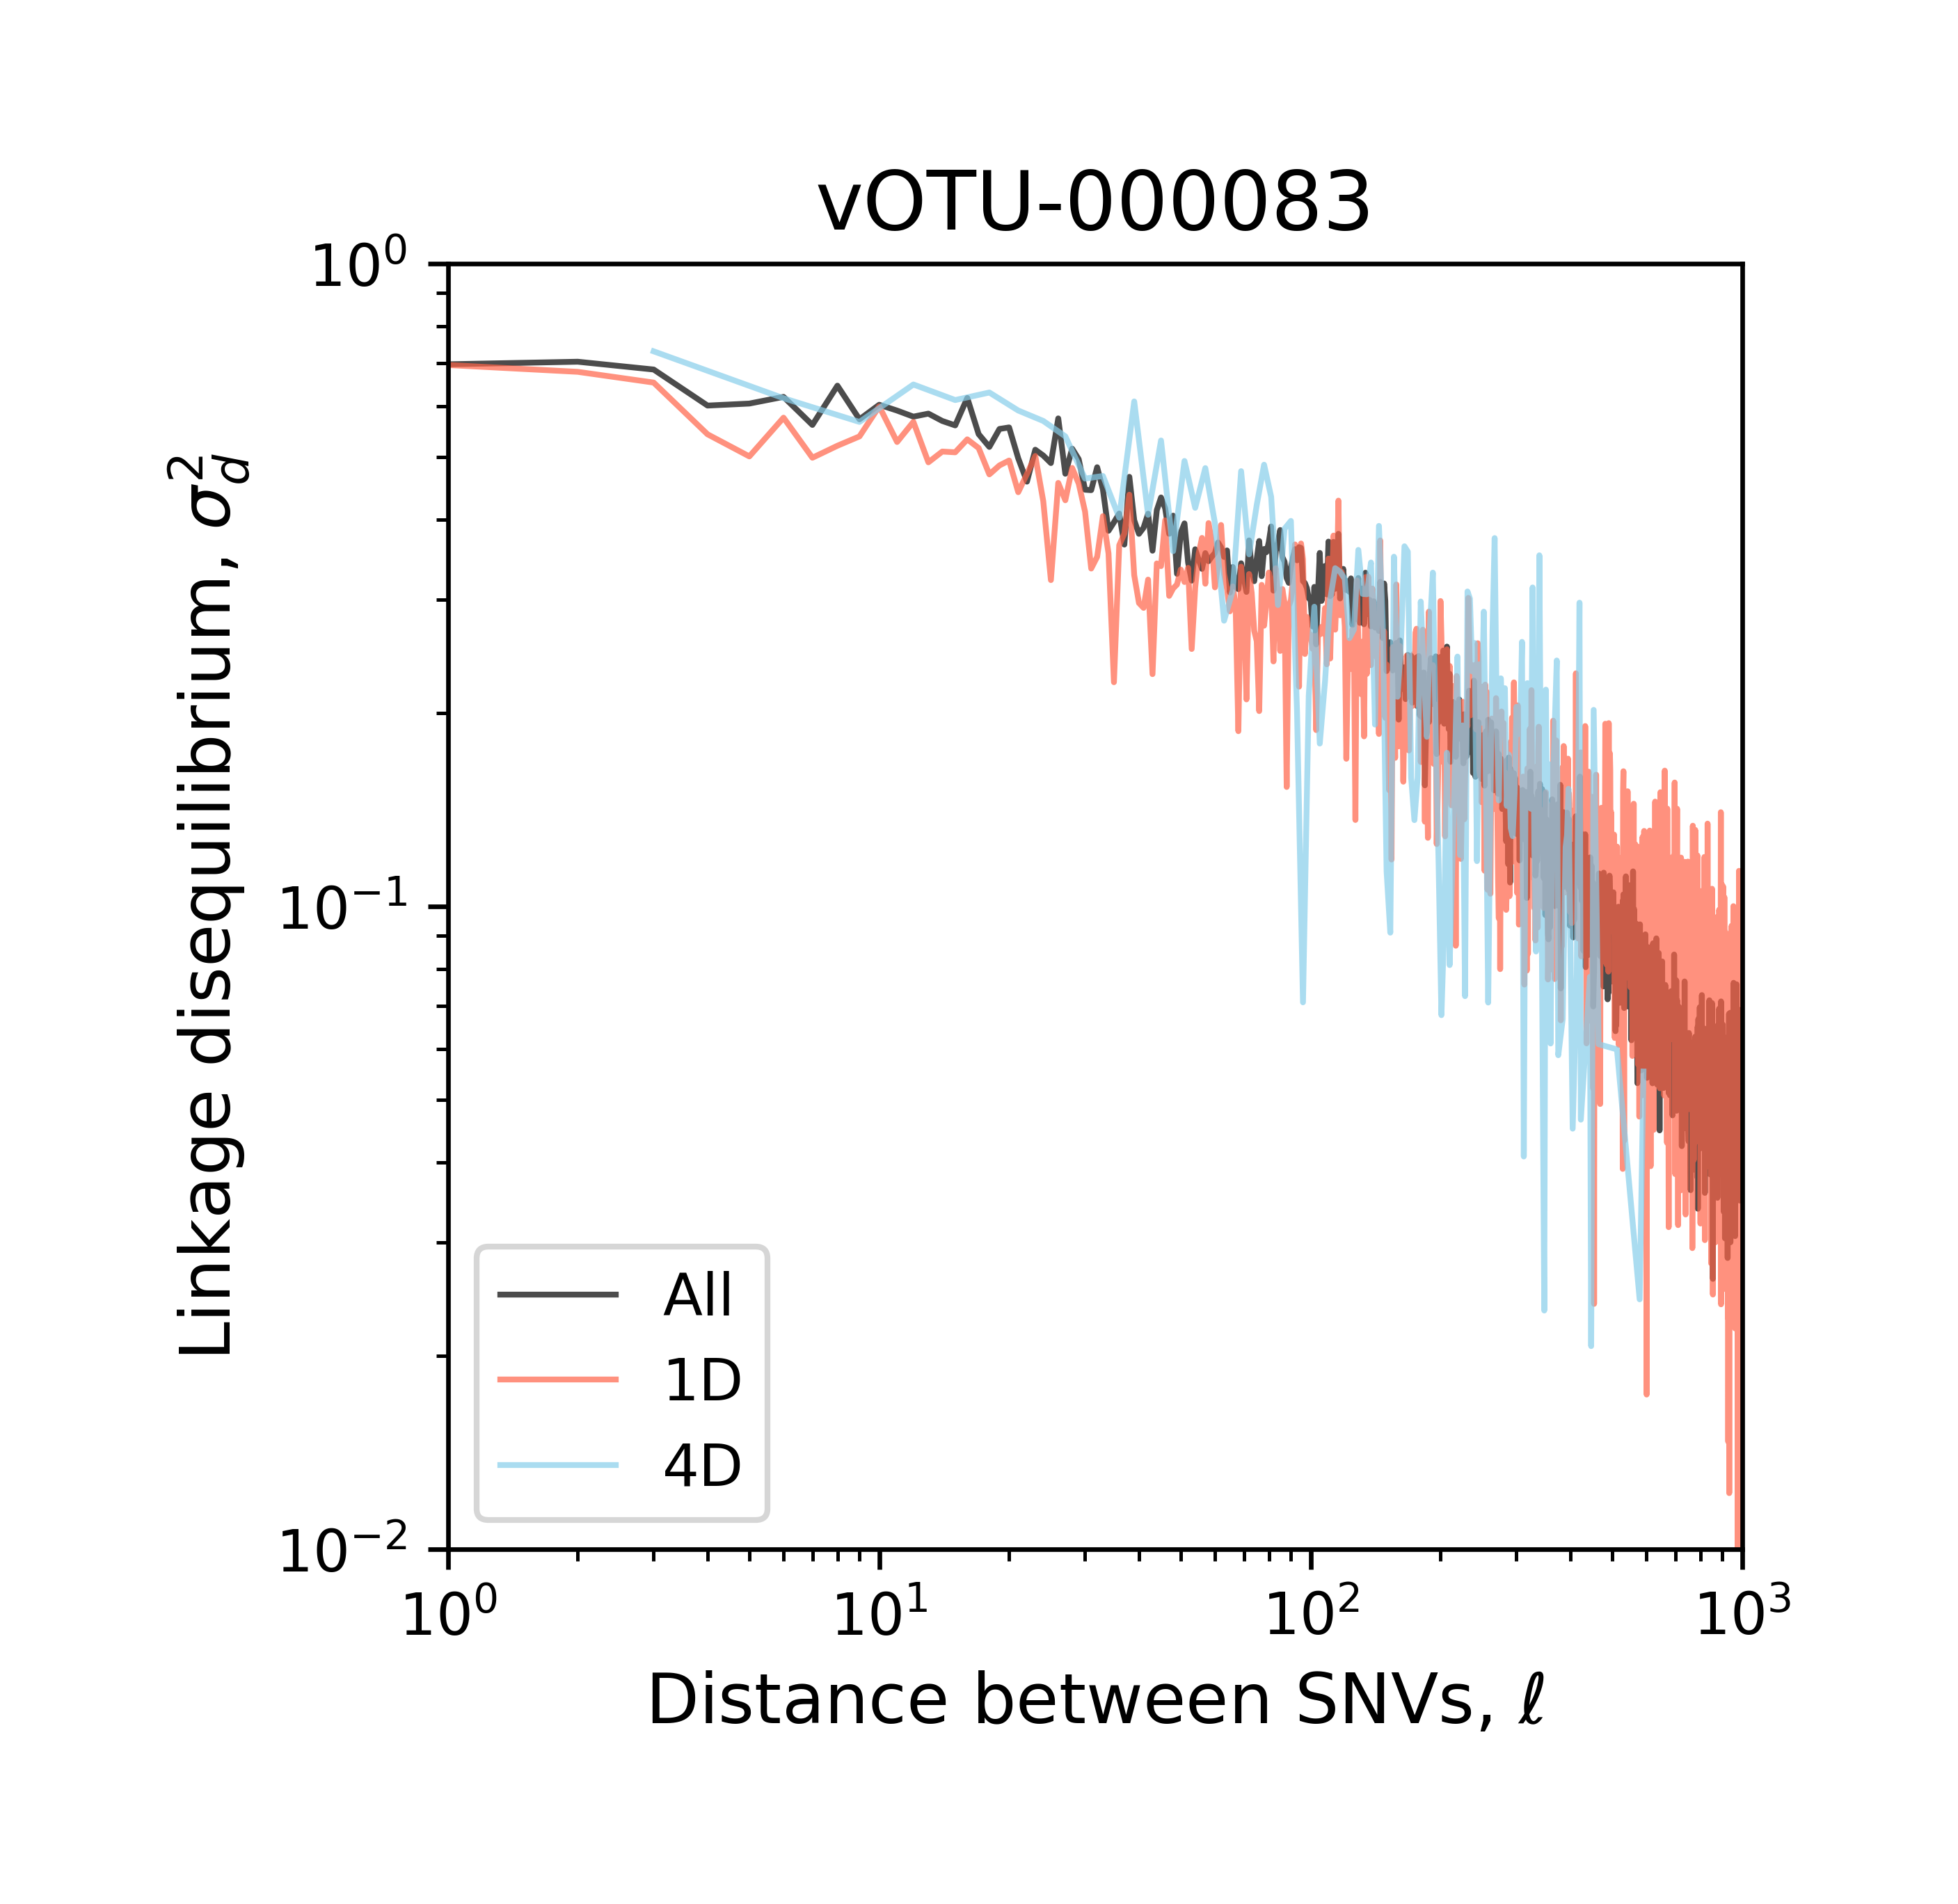 vOTU-000083
Linkage disequilibrium, σ_d^2
10^0
10^-1
10^-2
All
1D
4D
10^0 10^1 10^2 10^3
Distance between SNVs, ℓ